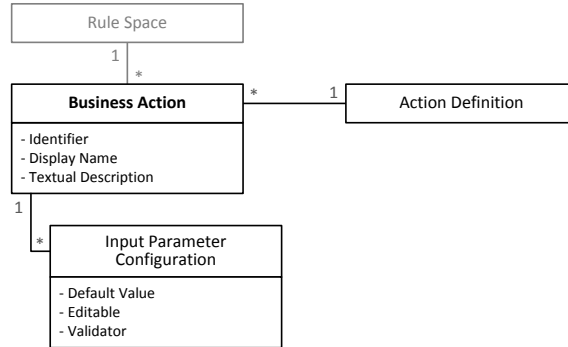 Rule Space
1
*
Business Action
* 1
Action Definition
- Identifier
- Display Name
- Textual Description
1
*
Input Parameter
Configuration
- Default Value
- Editable
- Validator